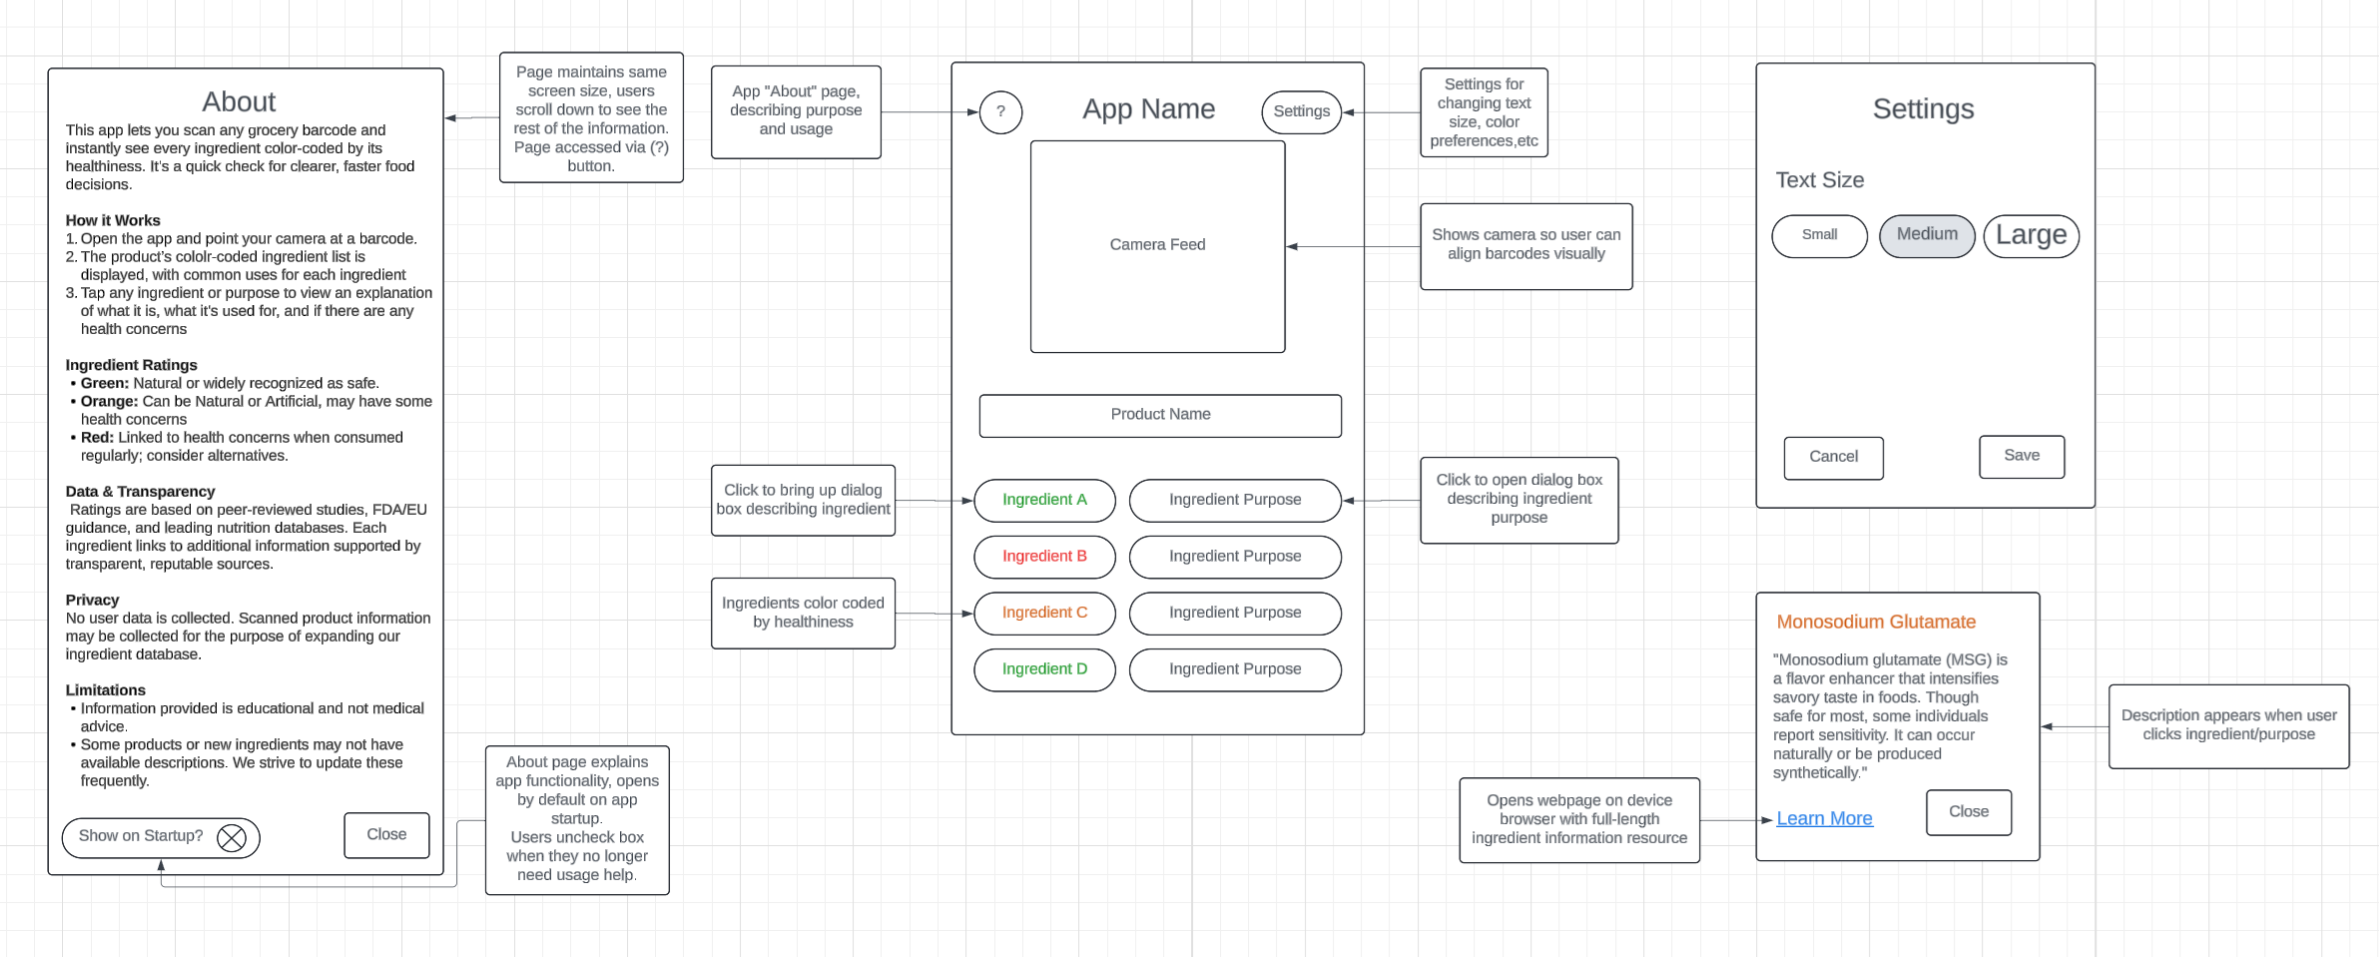 About
This app lets you scan any grocery barcode and
instantly see every ingredient color-coded by its
healthiness. It's a quick check for clearer, faster food
decisions.
How it Works
1. Open the app and point your camera at a barcode.
2. The product's cololr-coded ingredient list is
displayed, with common uses for each ingredient
3. Tap any ingredient or purpose to view an explanation
of what it is, what it's used for, and if there are any
health concerns
Ingredient Ratings
• Green: Natural or widely recognized as safe.
• Orange: Can be Natural or Artificial, may have some
health concerns
• Red: Linked to health concerns when consumed
regularly; consider alternatives.
Data & Transparency
Ratings are based on peer-reviewed studies, FDA/EU
guidance, and leading nutrition databases. Each
ingredient links to additional information supported by
transparent, reputable sources.
Privacy
No user data is collected. Scanned product information
may be collected for the purpose of expanding our
ingredient database.
Limitations
• Information provided is educational and not medical
advice.
• Some products or new ingredients may not have
available descriptions. We strive to update these
frequently.
Show on Startup?
Close
Page maintains same
screen size, users
scroll down to see the
rest of the information.
Page accessed via (?)
button.
About page explains
app functionality, opens
by default on app
startup.
Users uncheck box
when they no longer
need usage help.
App "About" page,
describing purpose
and usage
Click to bring up dialog
box describing ingredient
Ingredients color coded
by healthiness
?
App Name
Settings
Camera Feed
Product Name
Ingredient A
Ingredient Purpose
Ingredient B
Ingredient Purpose
Ingredient C
Ingredient Purpose
Ingredient D
Ingredient Purpose
Settings for
changing text
size, color
preferences,etc
Shows camera so user can
align barcodes visually
Click to open dialog box
describing ingredient
purpose
Settings
Text Size
Small
Medium
Large
Cancel
Save
Monosodium Glutamate
"Monosodium glutamate (MSG) is
a flavor enhancer that intensifies
savory taste in foods. Though
safe for most, some individuals
report sensitivity. It can occur
naturally or be produced
synthetically."
Learn More
Close
Opens webpage on device
browser with full-length
ingredient information resource
Description appears when user
clicks ingredient/purpose